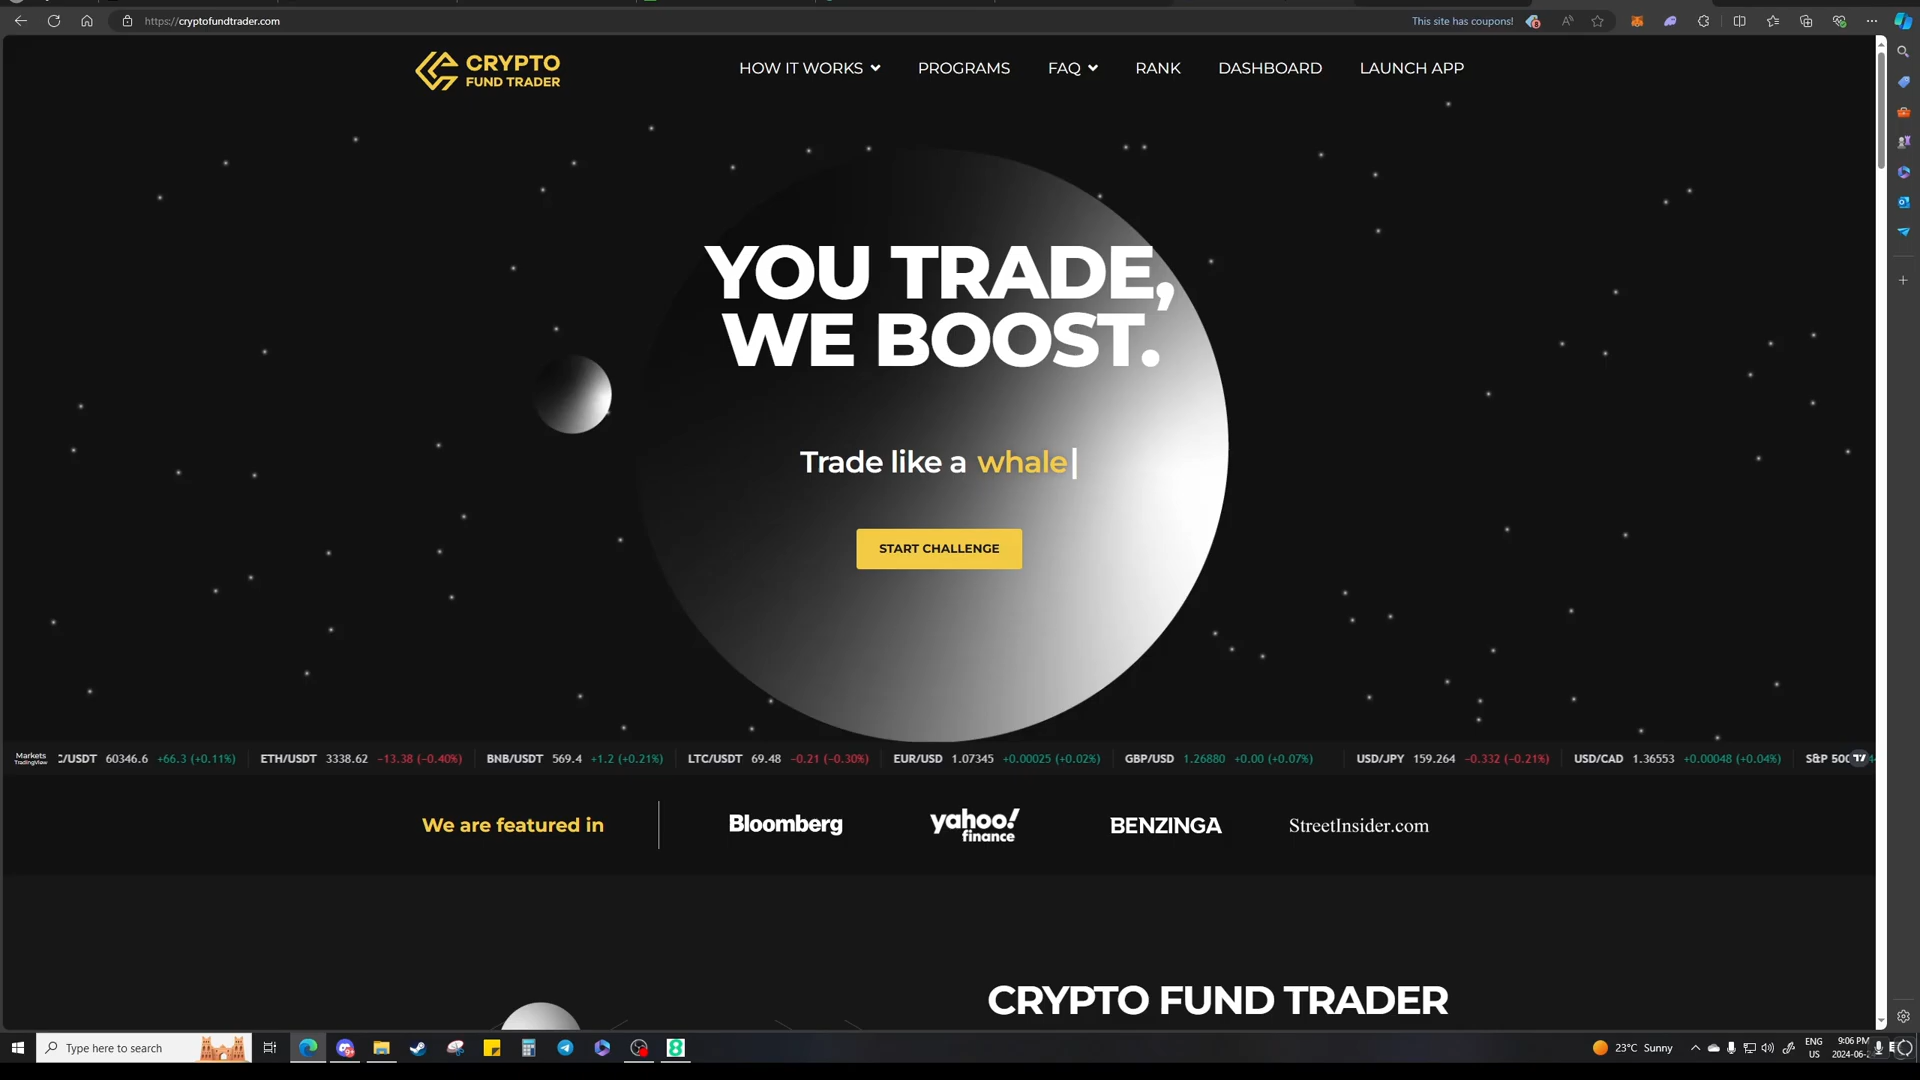 https://cryptofundtrader.com
This site has coupons!
CRYPTO
FUND TRADER
HOW IT WORKS
PROGRAMS
FAQ
RANK
DASHBOARD
LAUNCH APP
YOU TRADE,
WE BOOST.
Trade like a whale
START CHALLENGE
Markets
TradingView
C/USDT 60346.6 +66.3 (+0.11%) ETH/USDT 3338.62 −13.38 (−0.40%) BNB/USDT 569.4 +1.2 (+0.21%) LTC/USDT 69.48 −0.21 (−0.30%) EUR/USD 1.07345 +0.00025 (+0.02%) GBP/USD 1.26880 +0.00 (+0.07%) USD/JPY 159.264 −0.332 (−0.21%) USD/CAD 1.36553 +0.00048 (+0.04%) S&P 500
We are featured in
Bloomberg
yahoo!
finance
BENZINGA
StreetInsider.com
CRYPTO FUND TRADER
Type here to search
23°C Sunny
ENG
US
9:06 PM